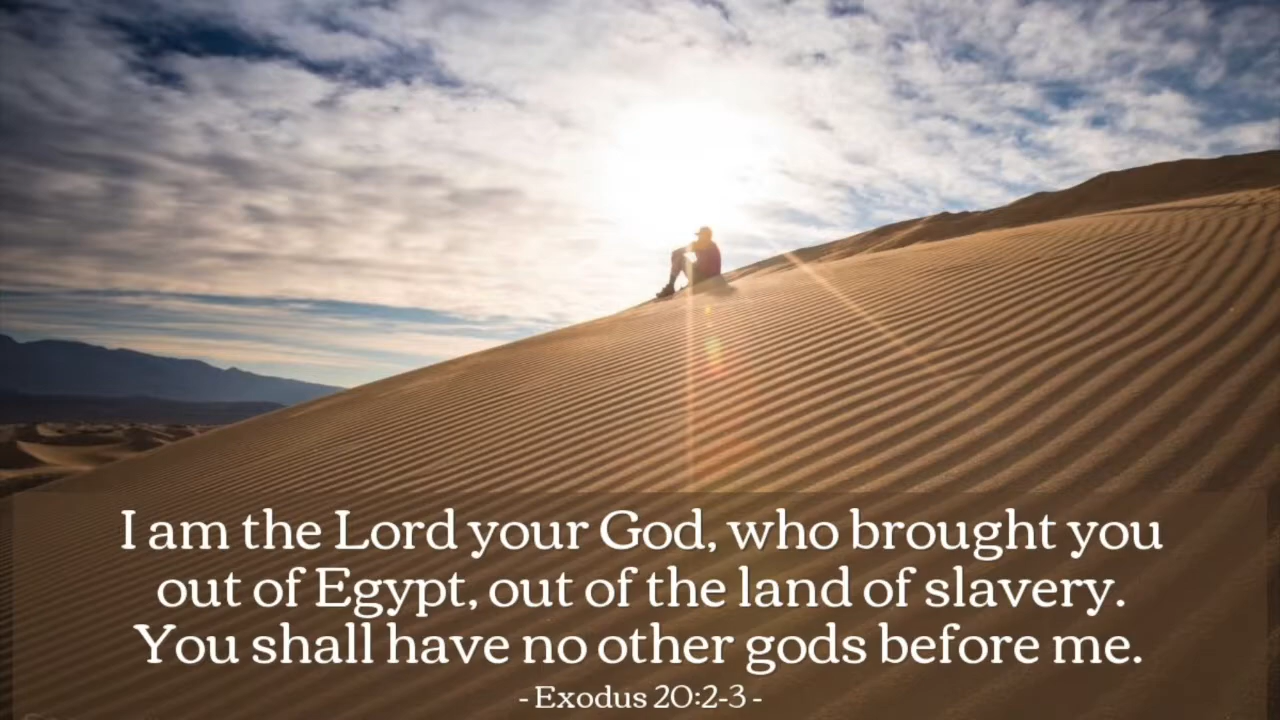 I am the Lord your God, who brought you
out of Egypt, out of the land of slavery.
You shall have no other gods before me.
- Exodus 20:2-3 -